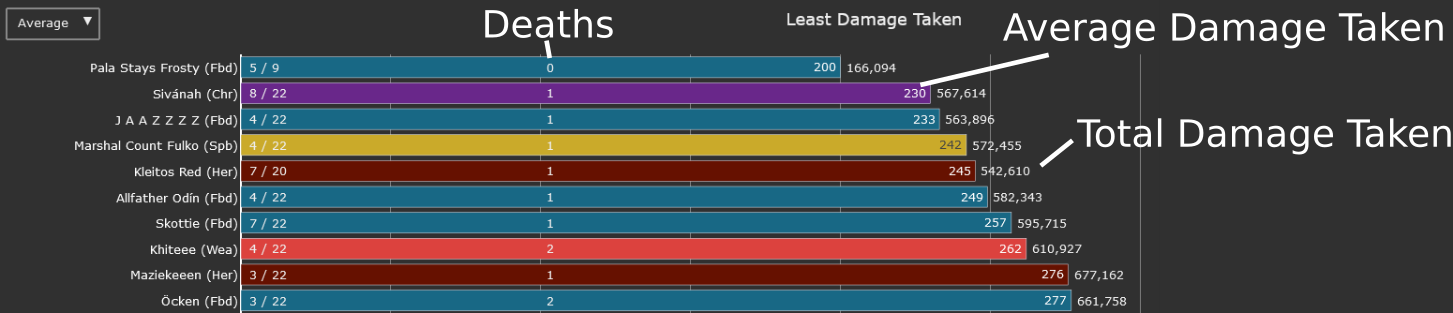 Average ▼
Deaths
Least Damage Taken
Average Damage Taken
Pala Stays Frosty (Fbd) 5 / 9 0 200 166,094
Sivánah (Chr) 8 / 22 1 230 567,614
J A A Z Z Z Z (Fbd) 4 / 22 1 233 563,896
Marshal Count Fulko (Spb) 4 / 22 1 242 572,455
Total Damage Taken
Kleitos Red (Her) 7 / 20 1 245 542,610
Allfather Odín (Fbd) 4 / 22 1 249 582,343
Skottie (Fbd) 7 / 22 1 257 595,715
Khiteee (Wea) 4 / 22 2 262 610,927
Maziekeeen (Her) 3 / 22 1 276 677,162
Öcken (Fbd) 3 / 22 2 277 661,758